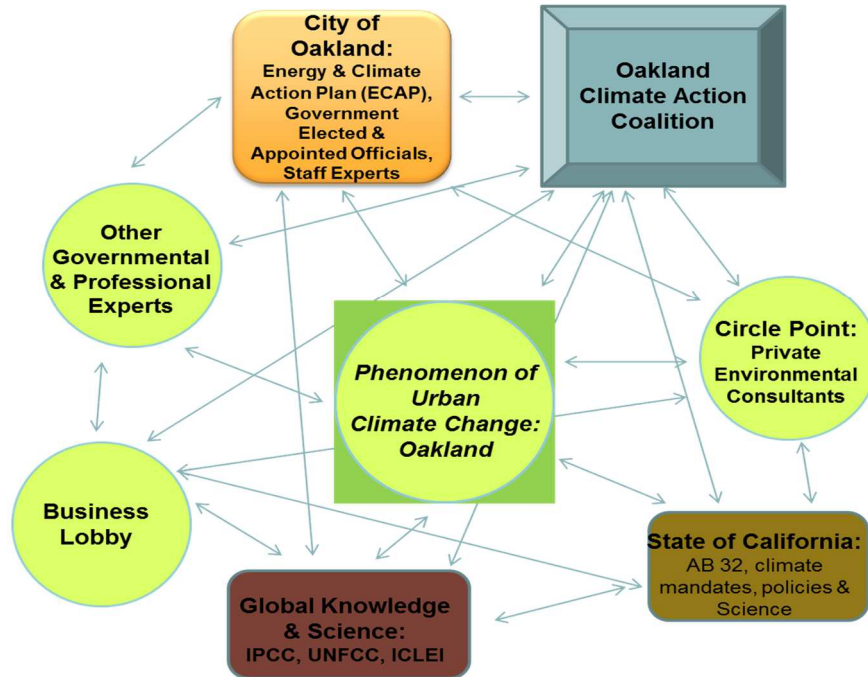 City of
Oakland:
Energy & Climate
Action Plan (ECAP),
Government
Elected &
Appointed Officials,
Staff Experts
Oakland
Climate Action
Coalition
Other
Governmental
& Professional
Experts
Circle Point:
Private
Environmental
Consultants
Phenomenon of
Urban
Climate Change:
Oakland
Business
Lobby
State of California:
AB 32, climate
mandates, policies &
Science
Global Knowledge
& Science:
IPCC, UNFCC, ICLEI